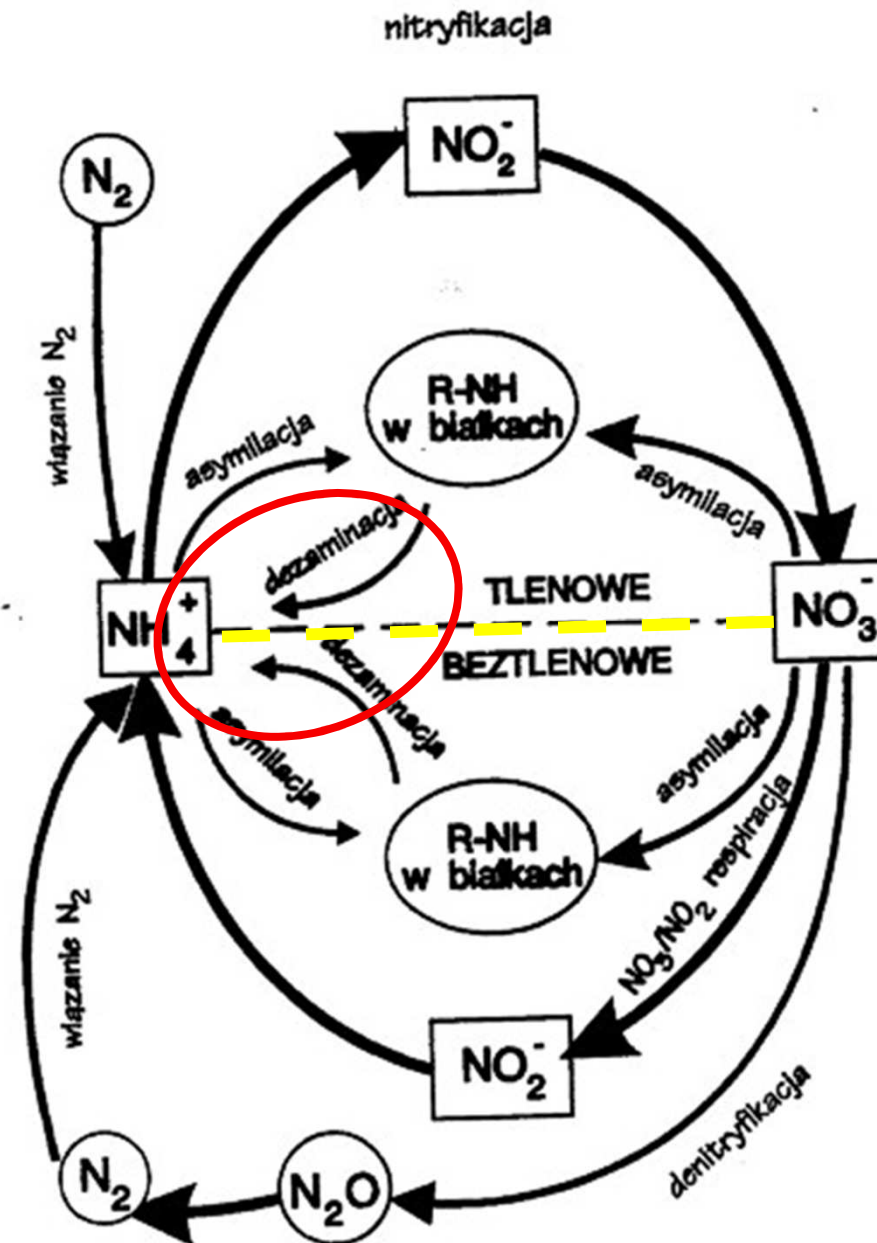 nitryfikacja
NO₂⁻
N₂
wiązanie N₂
R-NH
w białkach
asymilacja
asymilacja
dezaminacja
TLENOWE
NH₄⁺
NO₃⁻
BEZTLENOWE
dezaminacja
asymilacja
asymilacja
R-NH
w białkach
NO₃/NO₂ respiracja
wiązanie N₂
NO₂⁻
denitryfikacja
N₂
N₂O